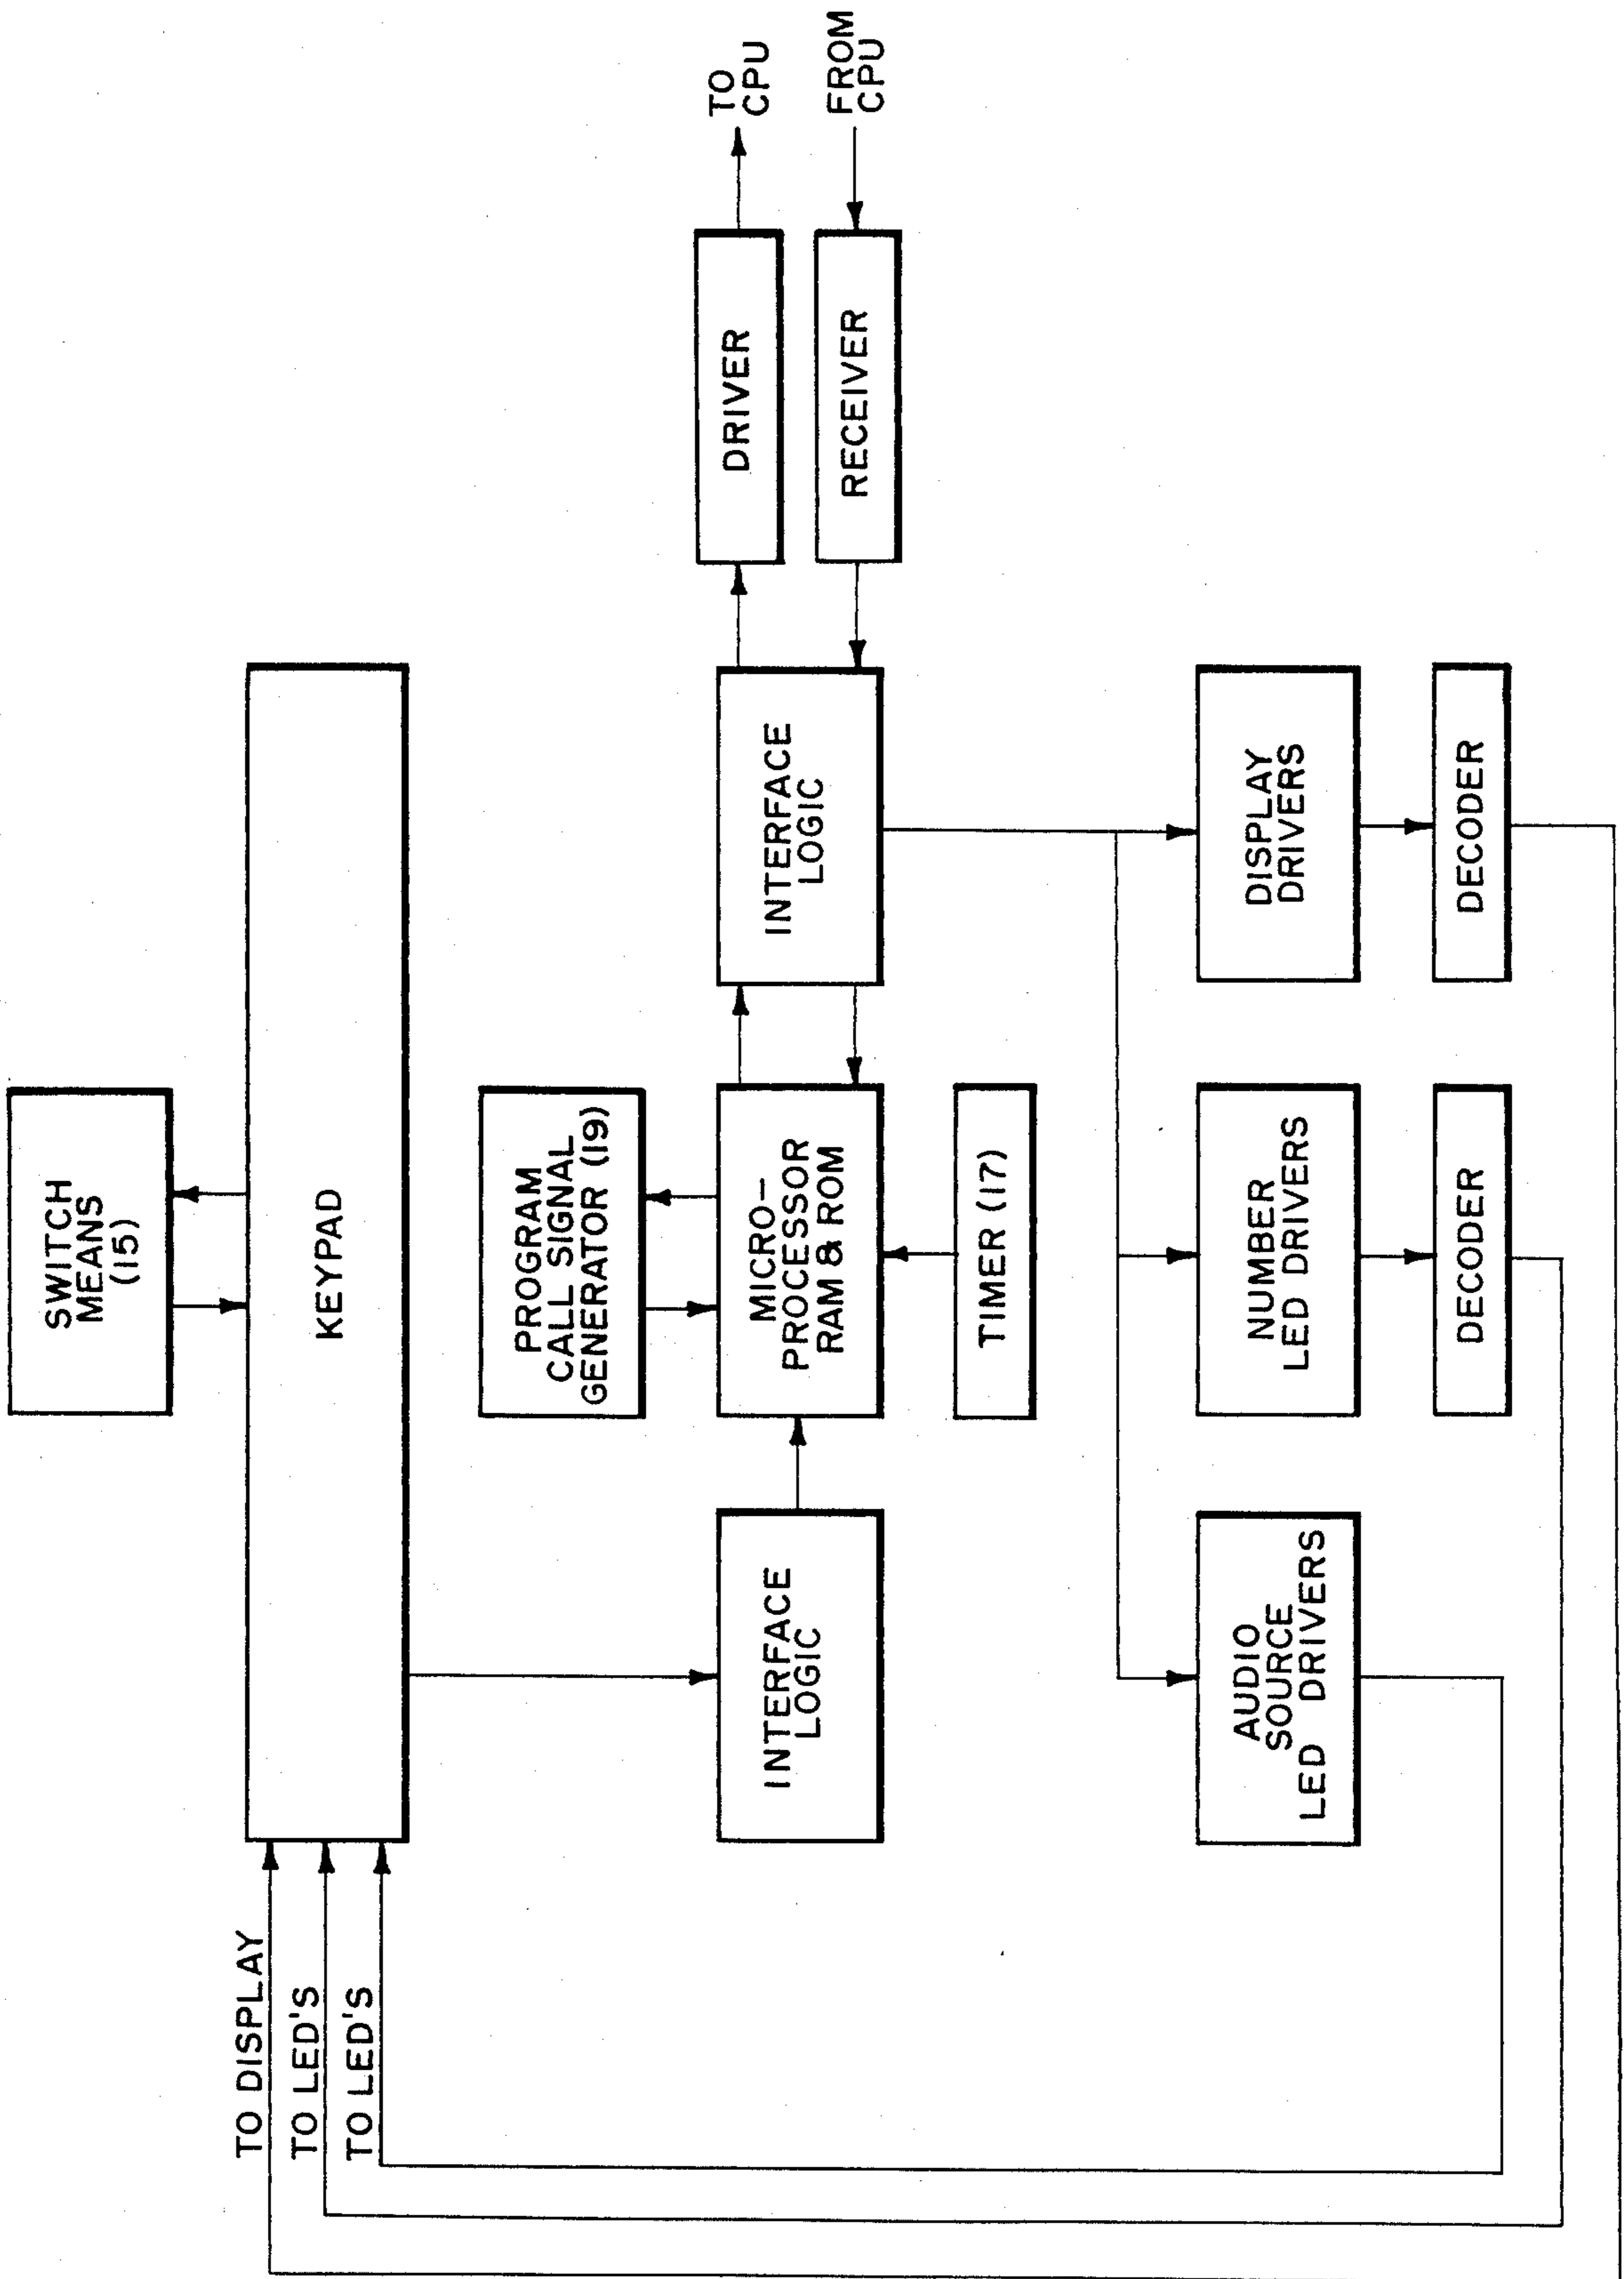 SWITCH
MEANS
(15)
TO DISPLAY
TO LED'S
TO LED'S
KEYPAD
PROGRAM
CALL SIGNAL
GENERATOR (19)
INTERFACE
LOGIC
MICRO-
PROCESSOR
RAM & ROM
INTERFACE
LOGIC
DRIVER
TO
CPU
RECEIVER
FROM
CPU
TIMER (17)
AUDIO
SOURCE
LED DRIVERS
NUMBER
LED DRIVERS
DISPLAY
DRIVERS
DECODER
DECODER